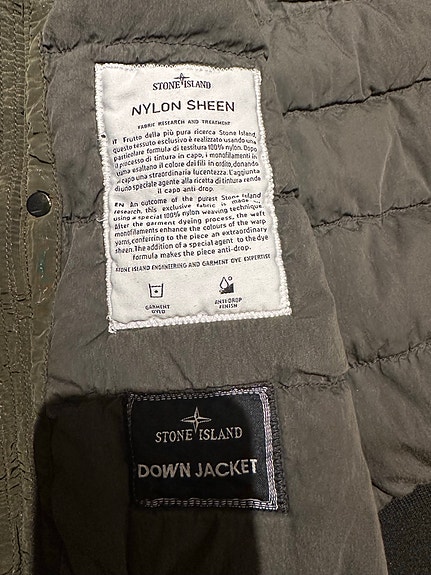 STONE ISLAND
NYLON SHEEN
FABRIC RESEARCH AND TREATMENT
IT Frutto della più pura ricerca Stone Island,
questo tessuto esclusivo è realizzato usando una
particolare formula di tessitura 100% nylon. Dopo
il processo di tintura in capo, i monofilamenti in
trama esaltano il colore dei fili in ordito, donando
al capo una straordinaria lucentezza. L'aggiunta
di uno speciale agente alla ricetta di tintura rende
il capo anti drop.
EN An outcome of the purest Stone Island
research, this exclusive fabric is made
using a special 100% nylon weaving technique.
After the garment dyeing process, the weft
monofilaments enhance the colours of the warp
yarns, conferring to the piece an extraordinary
sheen. The addition of a special agent to the dye
formula makes the piece anti-drop.
STONE ISLAND ENGINEERING AND GARMENT DYE EXPERTISE
GARMENT DYED
ANTI DROP FINISH
STONE ISLAND
DOWN JACKET